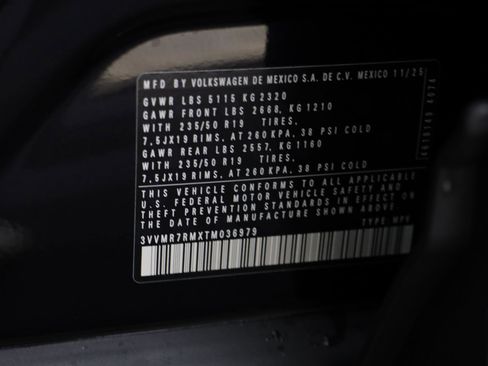 MFD BY VOLKSWAGEN DE MEXICO S.A. DE C.V. MEXICO 11/25
GVWR LBS 5115 KG 2320
GAWR FRONT LBS 2668, KG 1210
WITH 235/50 R19 TIRES,
7,5JX19 RIMS, AT 260 KPA, 38 PSI COLD
GAWR REAR LBS 2557, KG 1160
WITH 235/50 R19 TIRES,
7,5JX19 RIMS, AT 260 KPA, 38 PSI COLD
THIS VEHICLE CONFORMS TO ALL APPLICABLE
U.S. FEDERAL MOTOR VEHICLE SAFETY AND
THEFT PREVENTION STANDARDS IN EFFECT ON
THE DATE OF MANUFACTURE SHOWN ABOVE
3VVMR7RMXTM036979 TYPE: MPV